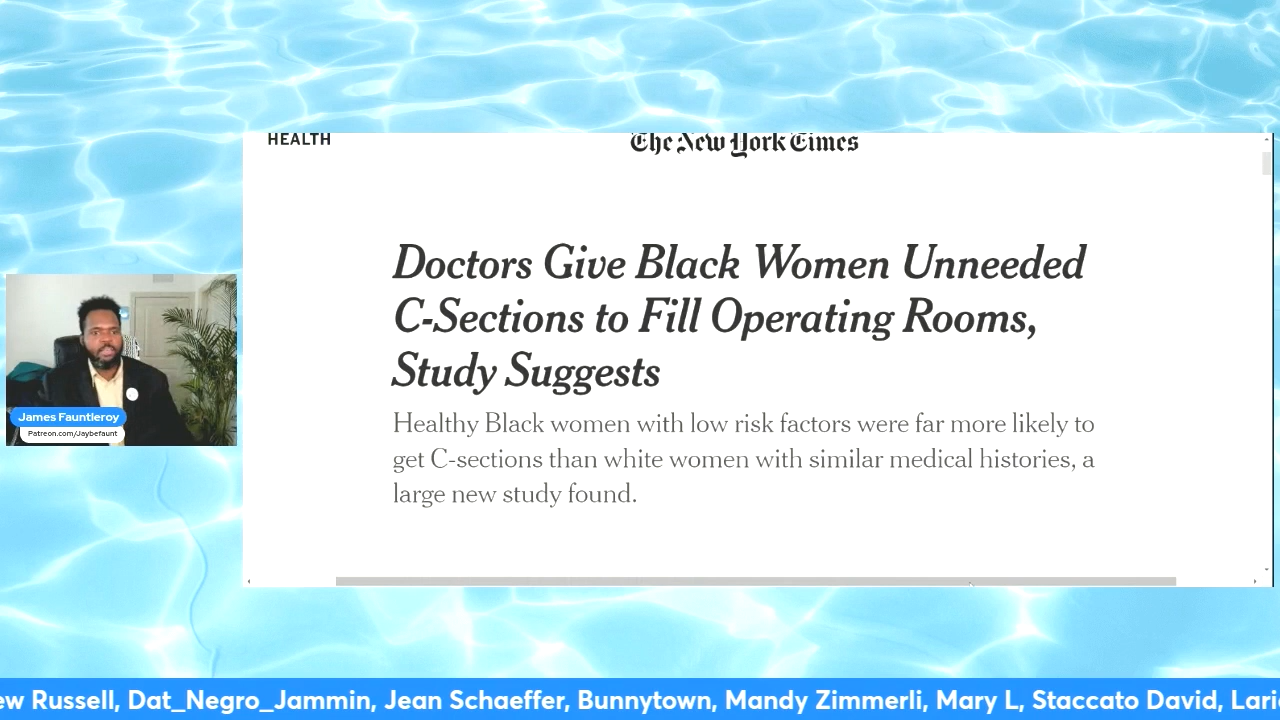 HEALTH
The New York Times
Doctors Give Black Women Unneeded
C-Sections to Fill Operating Rooms,
Study Suggests
Healthy Black women with low risk factors were far more likely to
get C-sections than white women with similar medical histories, a
large new study found.
James Fauntleroy
Patreon.com/Jaybefaunt
ew Russell, Dat_Negro_Jammin, Jean Schaeffer, Bunnytown, Mandy Zimmerli, Mary L, Staccato David, Lari